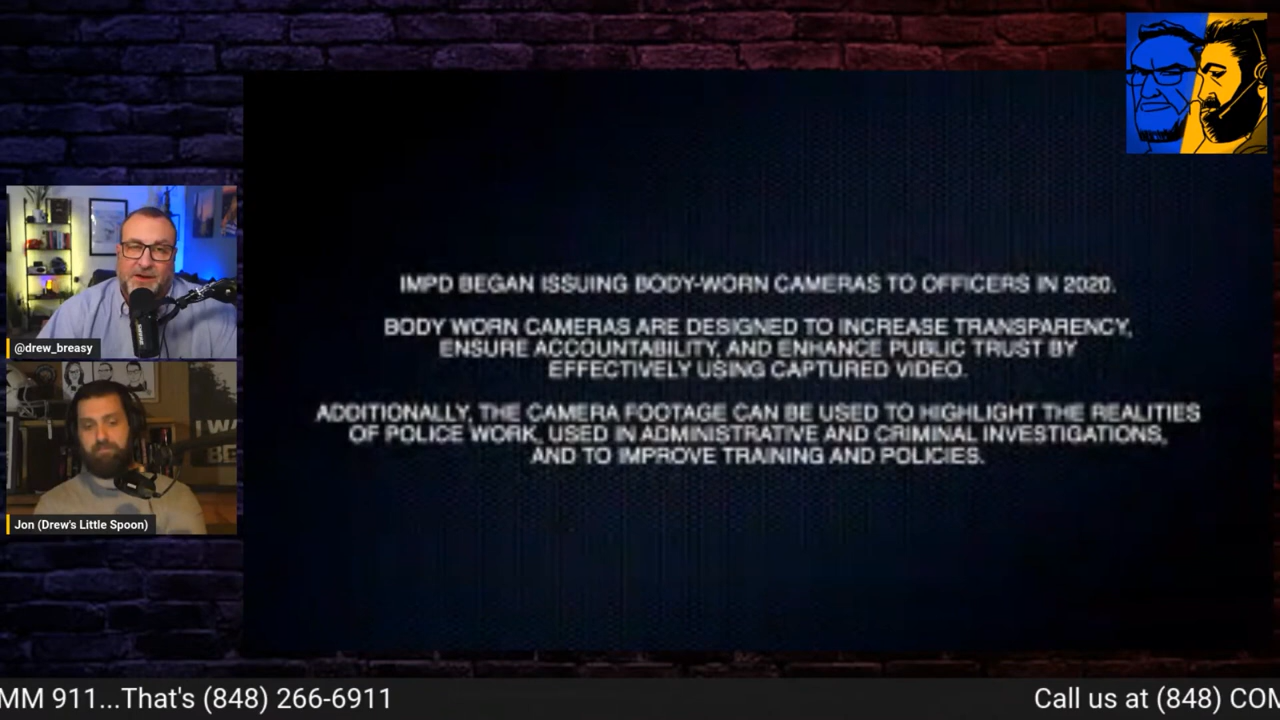 IMPD BEGAN ISSUING BODY-WORN CAMERAS TO OFFICERS IN 2020.
BODY WORN CAMERAS ARE DESIGNED TO INCREASE TRANSPARENCY,
ENSURE ACCOUNTABILITY, AND ENHANCE PUBLIC TRUST BY
EFFECTIVELY USING CAPTURED VIDEO.
ADDITIONALLY, THE CAMERA FOOTAGE CAN BE USED TO HIGHLIGHT THE REALITIES
OF POLICE WORK, USED IN ADMINISTRATIVE AND CRIMINAL INVESTIGATIONS,
AND TO IMPROVE TRAINING AND POLICIES.
@drew_breasy
I WA
BE
Jon (Drew's Little Spoon)
MM 911...That's (848) 266-6911
Call us at (848) COM